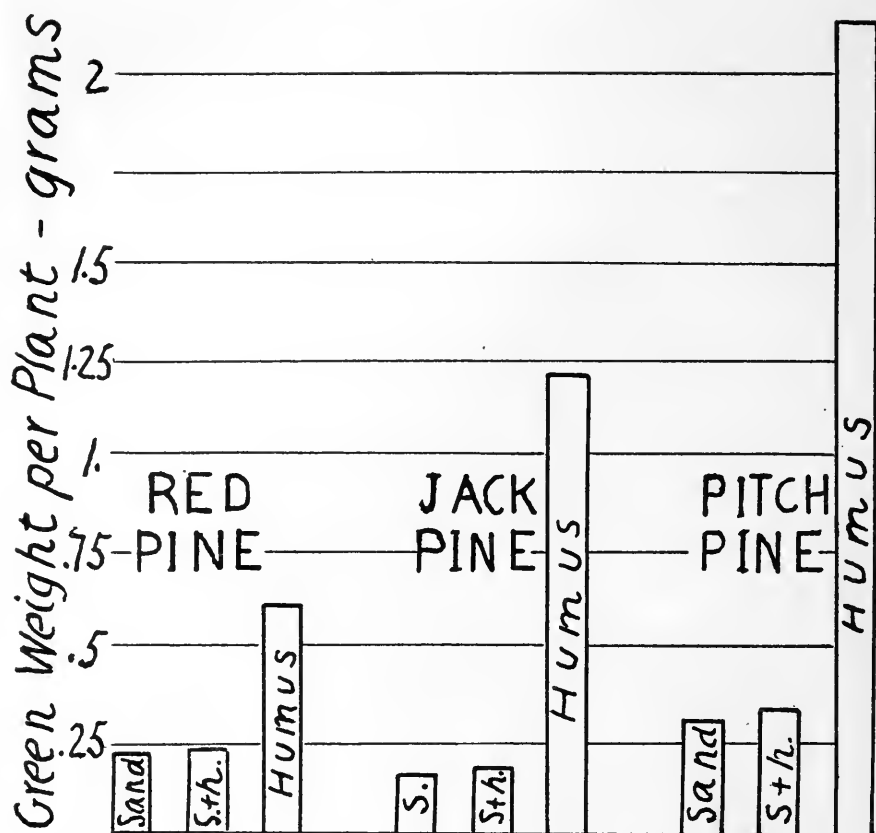 Green Weight per Plant - grams
2
1.5
1.25
1.
.75
.5
.25
RED
PINE
JACK
PINE
PITCH
PINE
Sand
S.+h.
Humus
S.
S+h.
Humus
Sand
S+h.
Humus